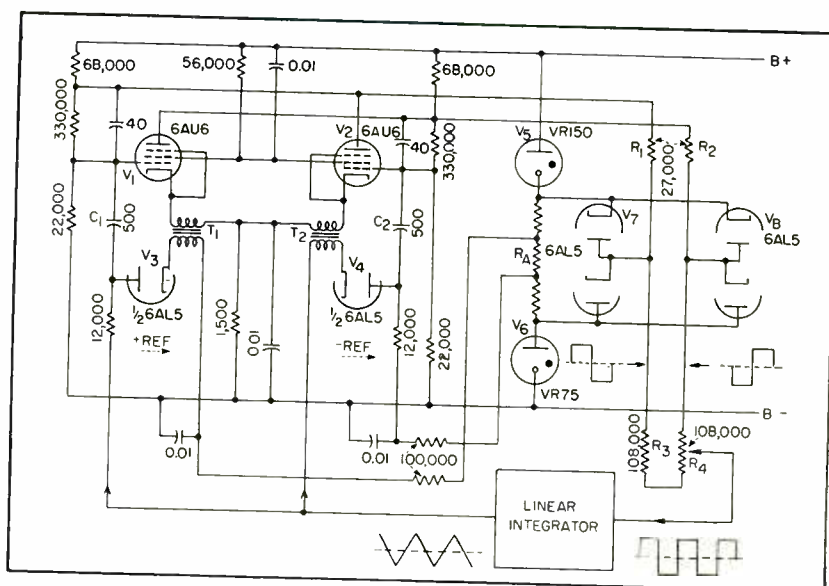 B+
68,000
56,000
0.01
68,000
330,000
40
6AU6
V1
V2
6AU6
40
330,000
V5
VR150
R1
27,000
R2
22,000
C1
500
T1
T2
C2
500
RA
6AL5
V7
V8
6AL5
V3
1/2 6AL5
V4
1/2 6AL5
12,000
+REF
1,500
0.01
-REF
12,000
22,000
V6
VR75
B-
0.01
0.01
100,000
108,000
R3
108,000
R4
LINEAR
INTEGRATOR